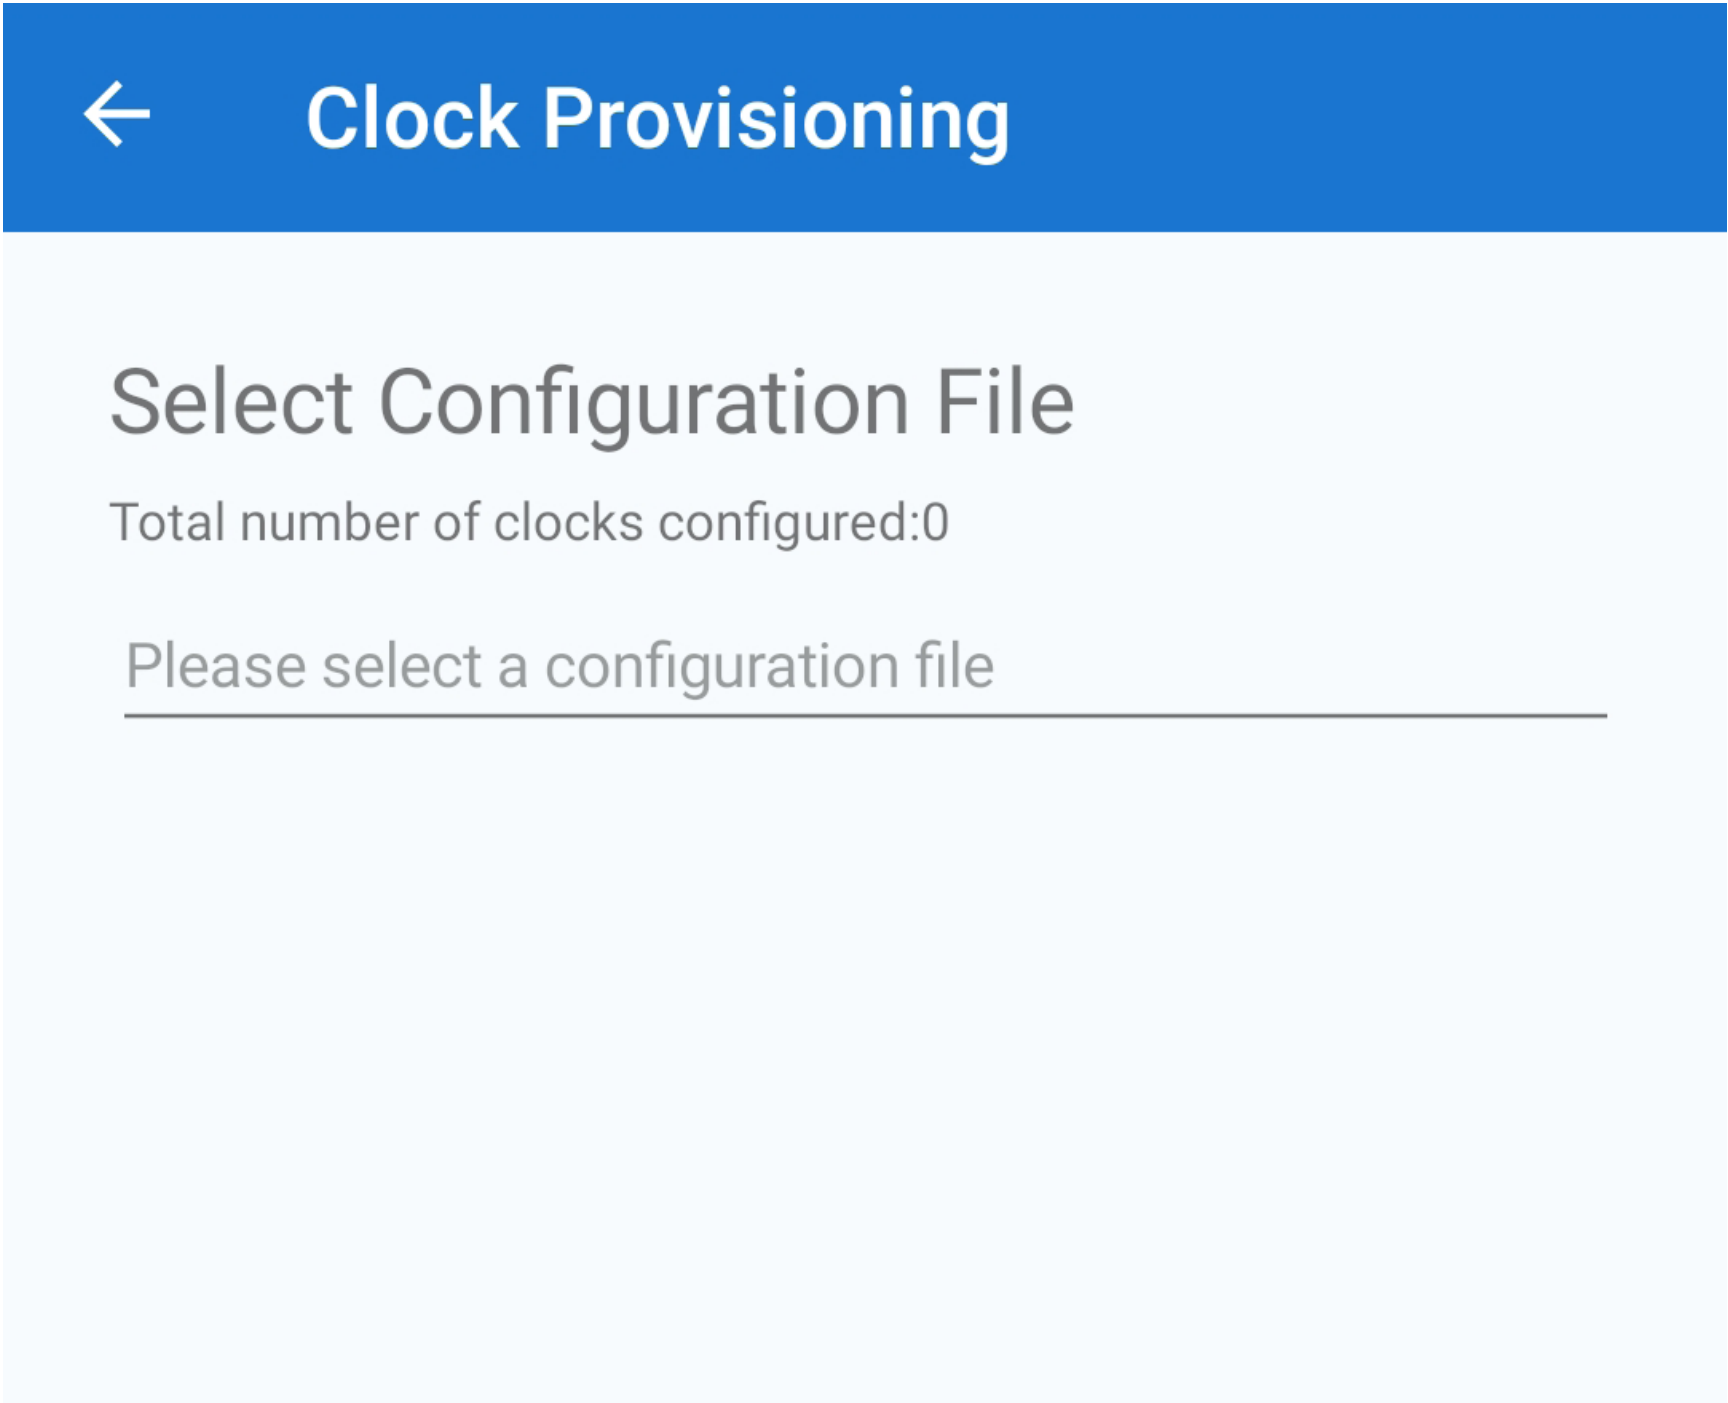 Clock Provisioning
Select Configuration File
Total number of clocks configured:0
Please select a configuration file